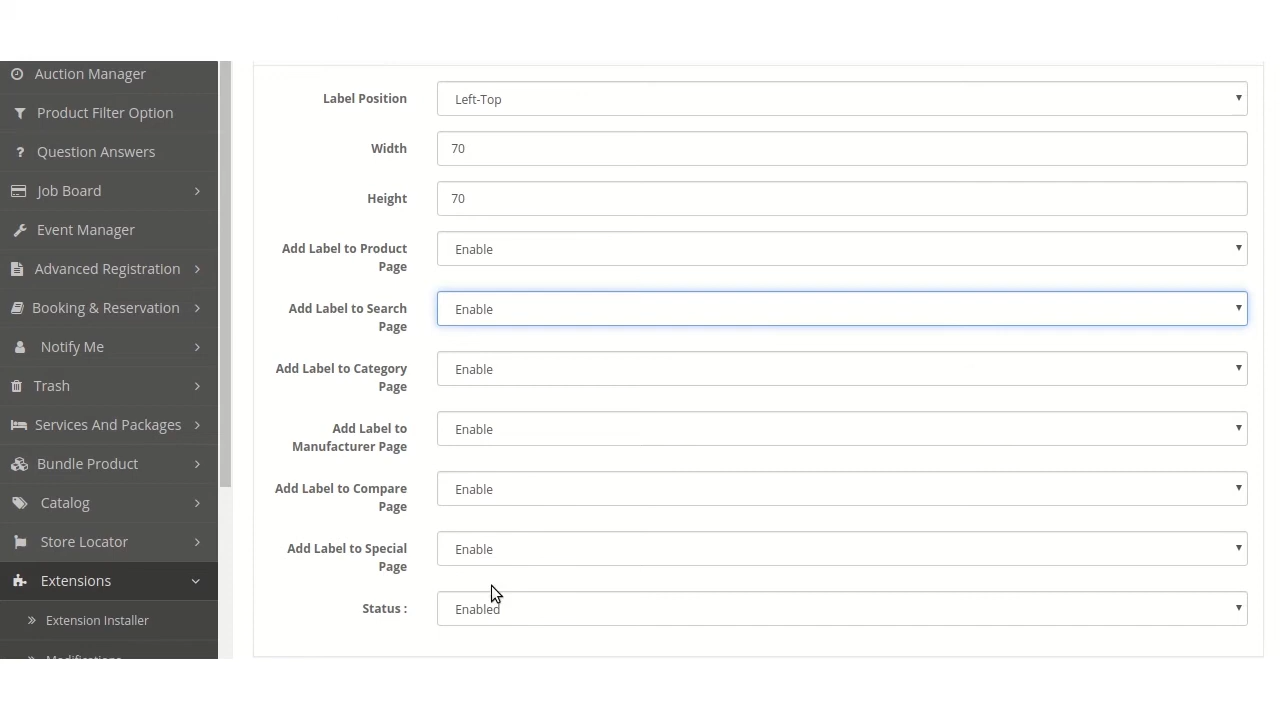 Auction Manager
Product Filter Option
Question Answers
Job Board
Event Manager
Advanced Registration
Booking & Reservation
Notify Me
Trash
Services And Packages
Bundle Product
Catalog
Store Locator
Extensions
Extension Installer
Modifications
Label Position
Left-Top
Width
70
Height
70
Add Label to Product
Page
Enable
Add Label to Search
Page
Enable
Add Label to Category
Page
Enable
Add Label to
Manufacturer Page
Enable
Add Label to Compare
Page
Enable
Add Label to Special
Page
Enable
Status :
Enabled